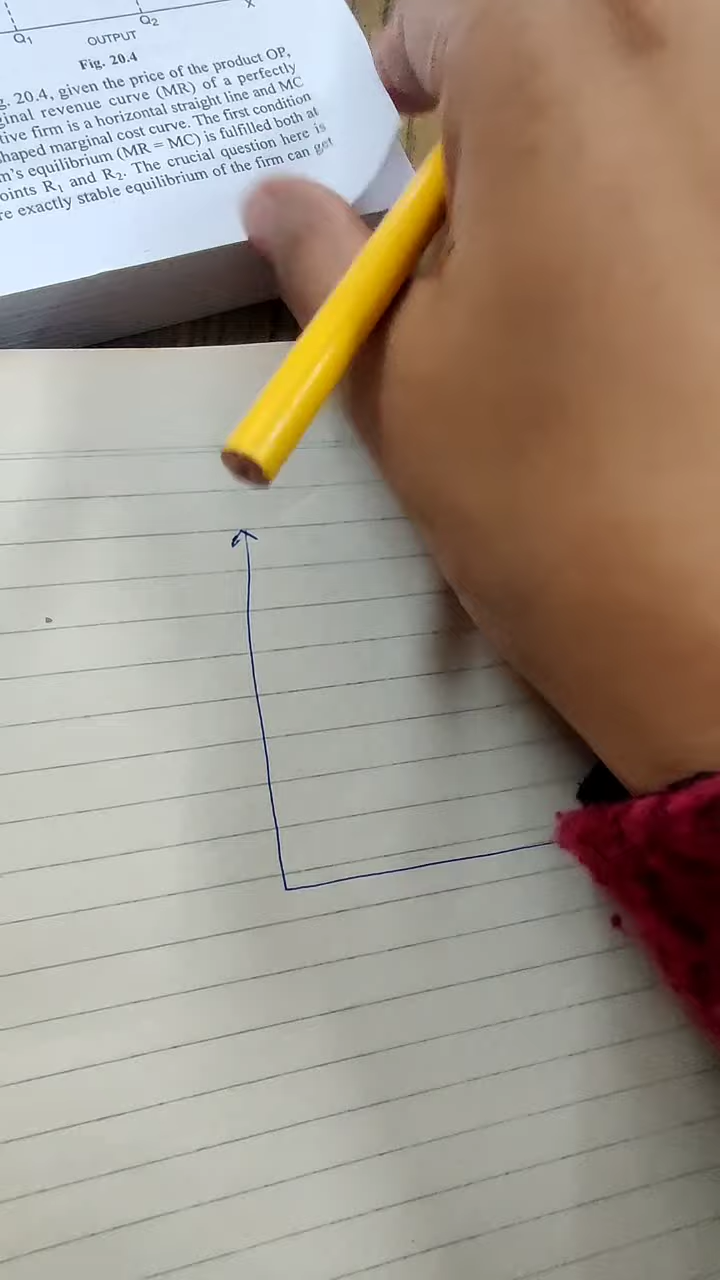 Q1 Q2 X
OUTPUT
Fig. 20.4
g. 20.4, given the price of the product OP,
ginal revenue curve (MR) of a perfectly
tive firm is a horizontal straight line and MC
shaped marginal cost curve. The first condition
m's equilibrium (MR = MC) is fulfilled both at
oints R1 and R2. The crucial question here is
re exactly stable equilibrium of the firm can get